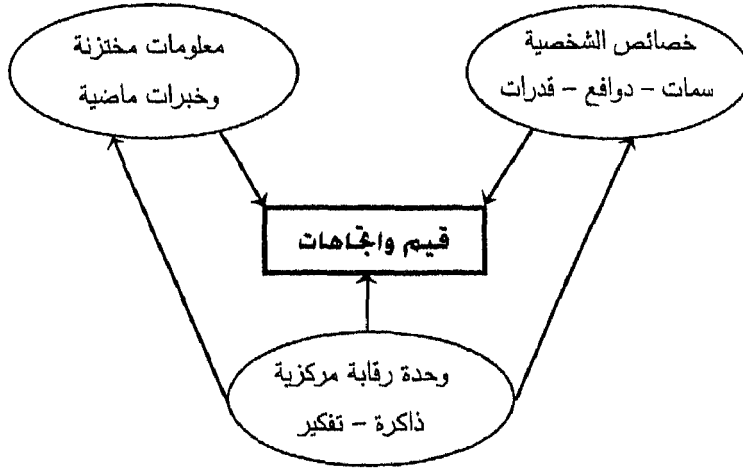 خصائص الشخصية
سمات - دوافع - قدرات
معلومات مختزنة
وخبرات ماضية
قيم واتجاهات
وحدة رقابة مركزية
ذاكرة - تفكير